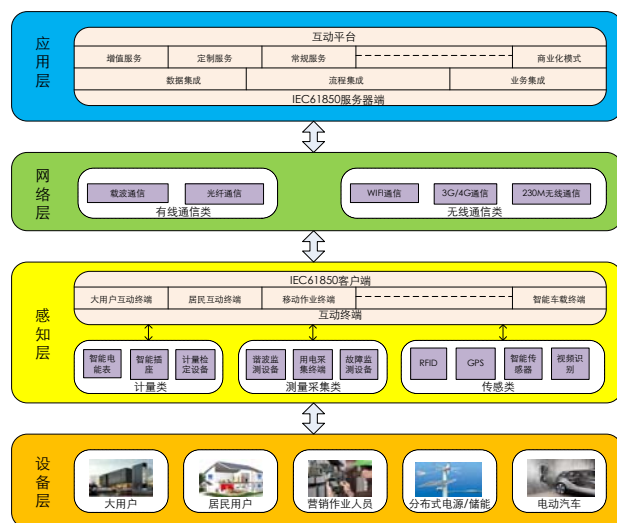 应用层
互动平台
增值服务 定制服务 常规服务 商业化模式
数据集成 流程集成 业务集成
IEC61850服务器端
网络层
载波通信 光纤通信
有线通信类
WIFI通信 3G/4G通信 230M无线通信
无线通信类
感知层
IEC61850客户端
大用户互动终端 居民互动终端 移动作业终端 智能车载终端
互动终端
智能电
能表
智能插
座
计量检
定设备
计量类
谐波监
测设备
用电采
集终端
故障监
测设备
测量采集类
RFID
GPS
智能传
感器
视频识
别
传感类
设备层
大用户
居民用户
营销作业人员
分布式电源/储能
电动汽车